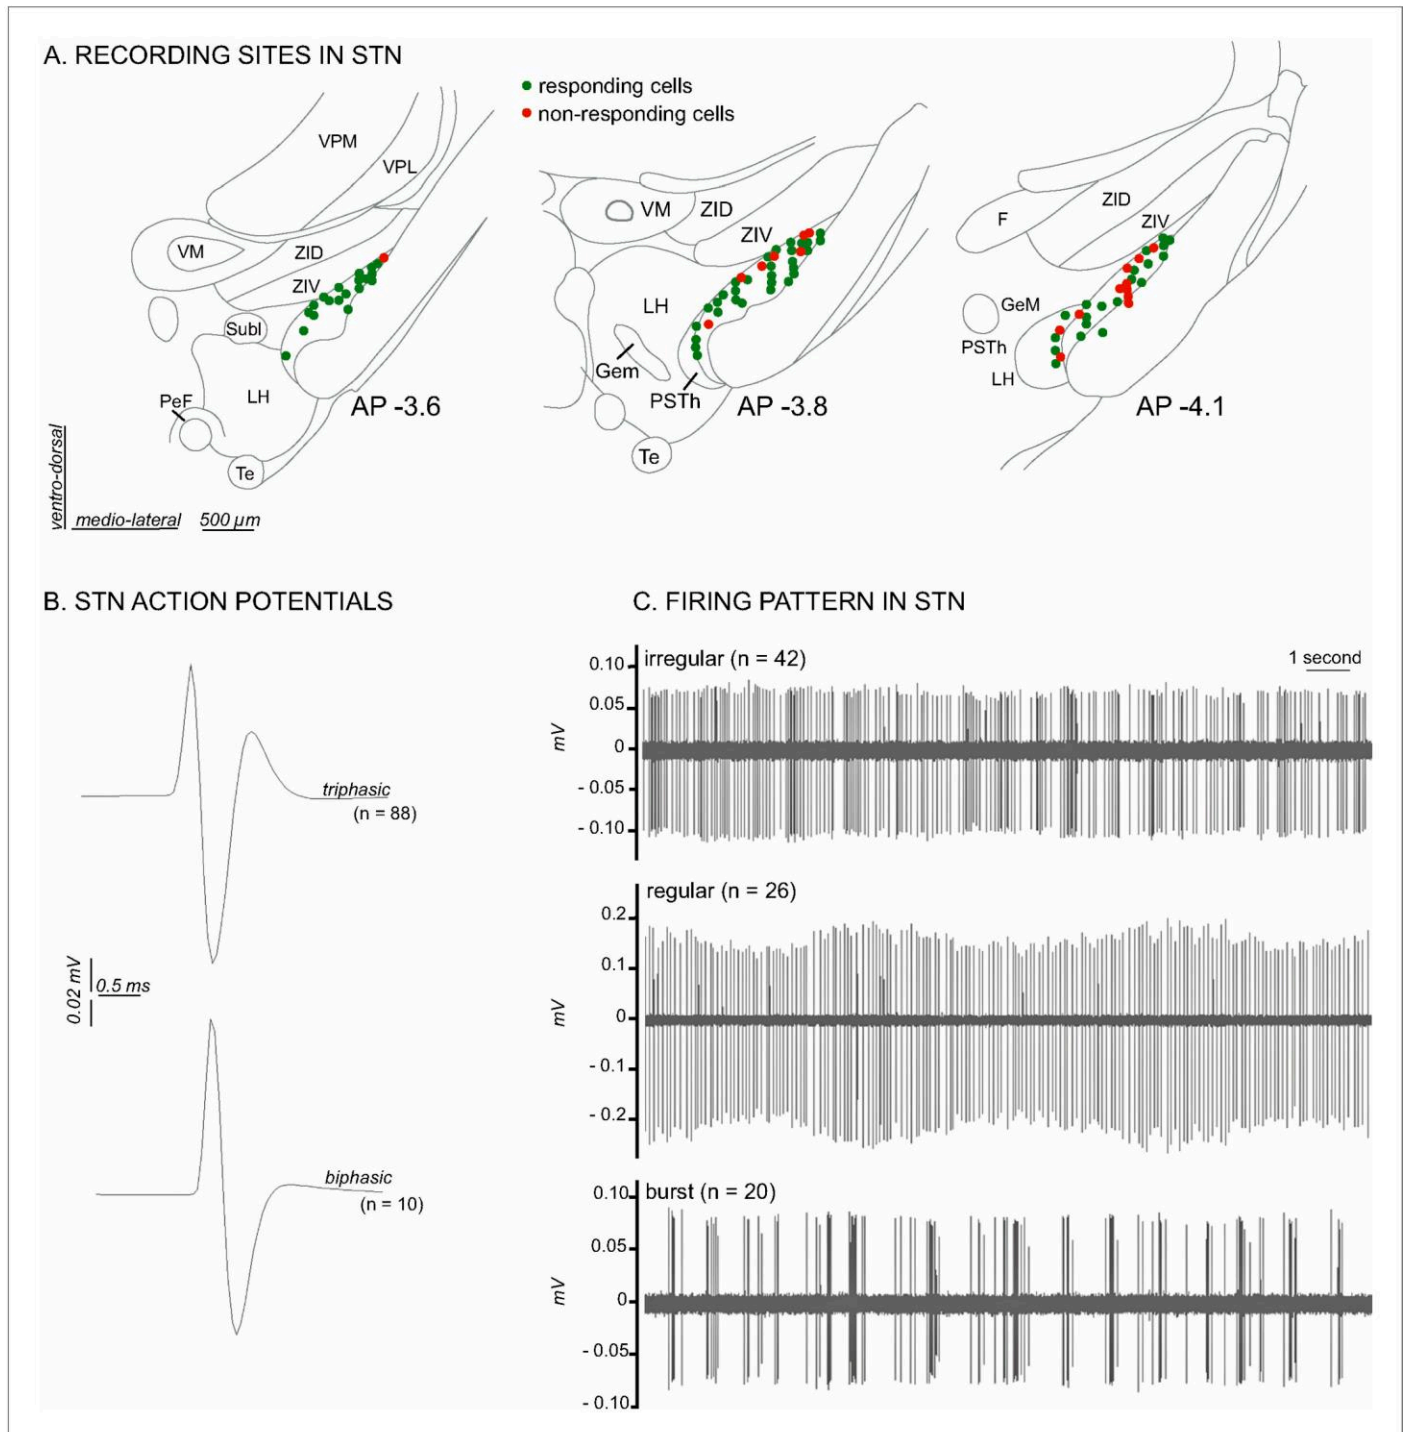 A. RECORDING SITES IN STN
responding cells
non-responding cells
VPM
VPL
VM
ZID
ZIV
SubI
LH
PeF
Te
AP -3.6
VM
ZID
ZIV
LH
Gem
PSTh
Te
AP -3.8
ZID
F
ZIV
GeM
PSTh
LH
AP -4.1
ventro-dorsal
medio-lateral
500 µm
B. STN ACTION POTENTIALS
triphasic
(n = 88)
0.02 mV
0.5 ms
biphasic
(n = 10)
C. FIRING PATTERN IN STN
irregular (n = 42)
1 second
0.10
0.05
0
- 0.05
- 0.10
mV
regular (n = 26)
0.2
0.1
0
- 0.1
- 0.2
mV
burst (n = 20)
0.10
0.05
0
- 0.05
- 0.10
mV